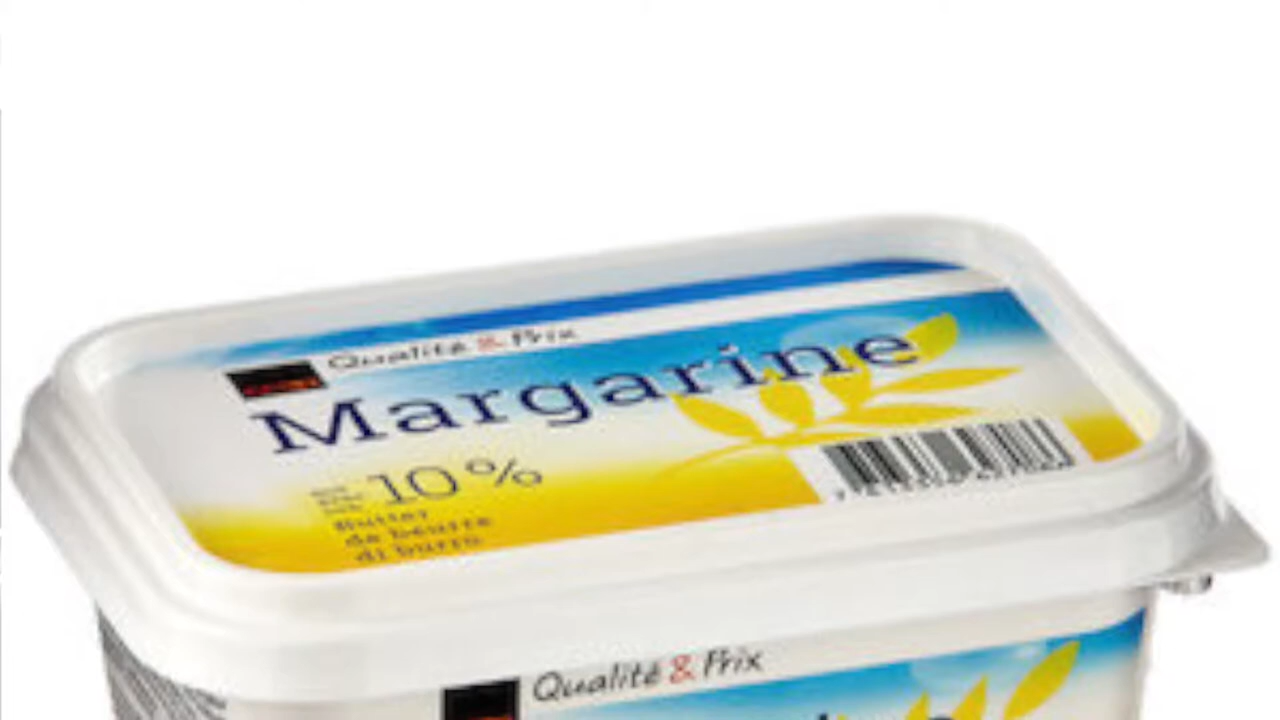 Qualité & Prix
Margarine
10%
Butter
de beurre
di burro
Qualité & Prix